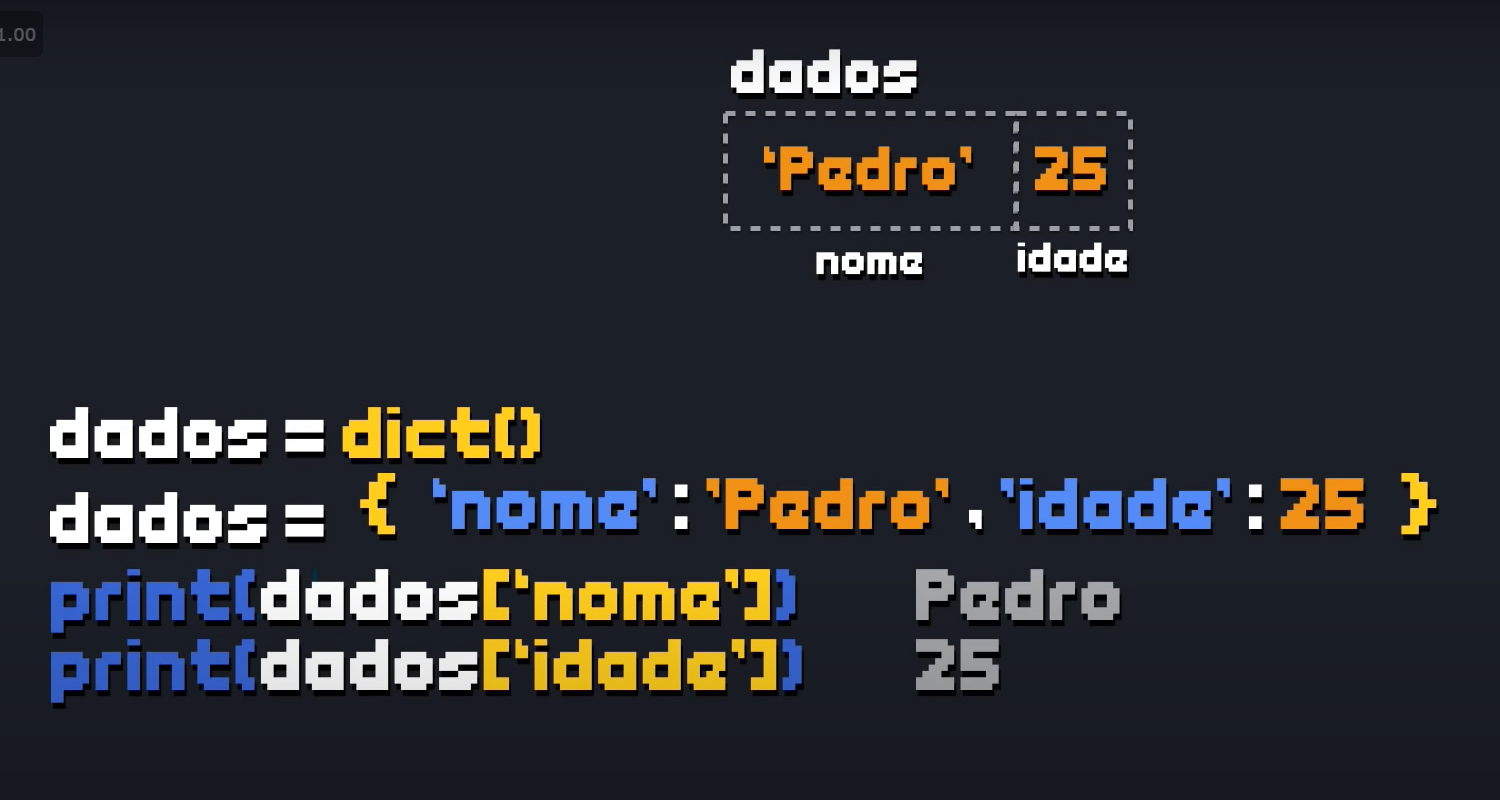 1.00
dados
'Pedro' 25
nome idade
dados = dict()
dados = { 'nome':'Pedro','idade':25 }
print(dados['nome']) Pedro
print(dados['idade']) 25